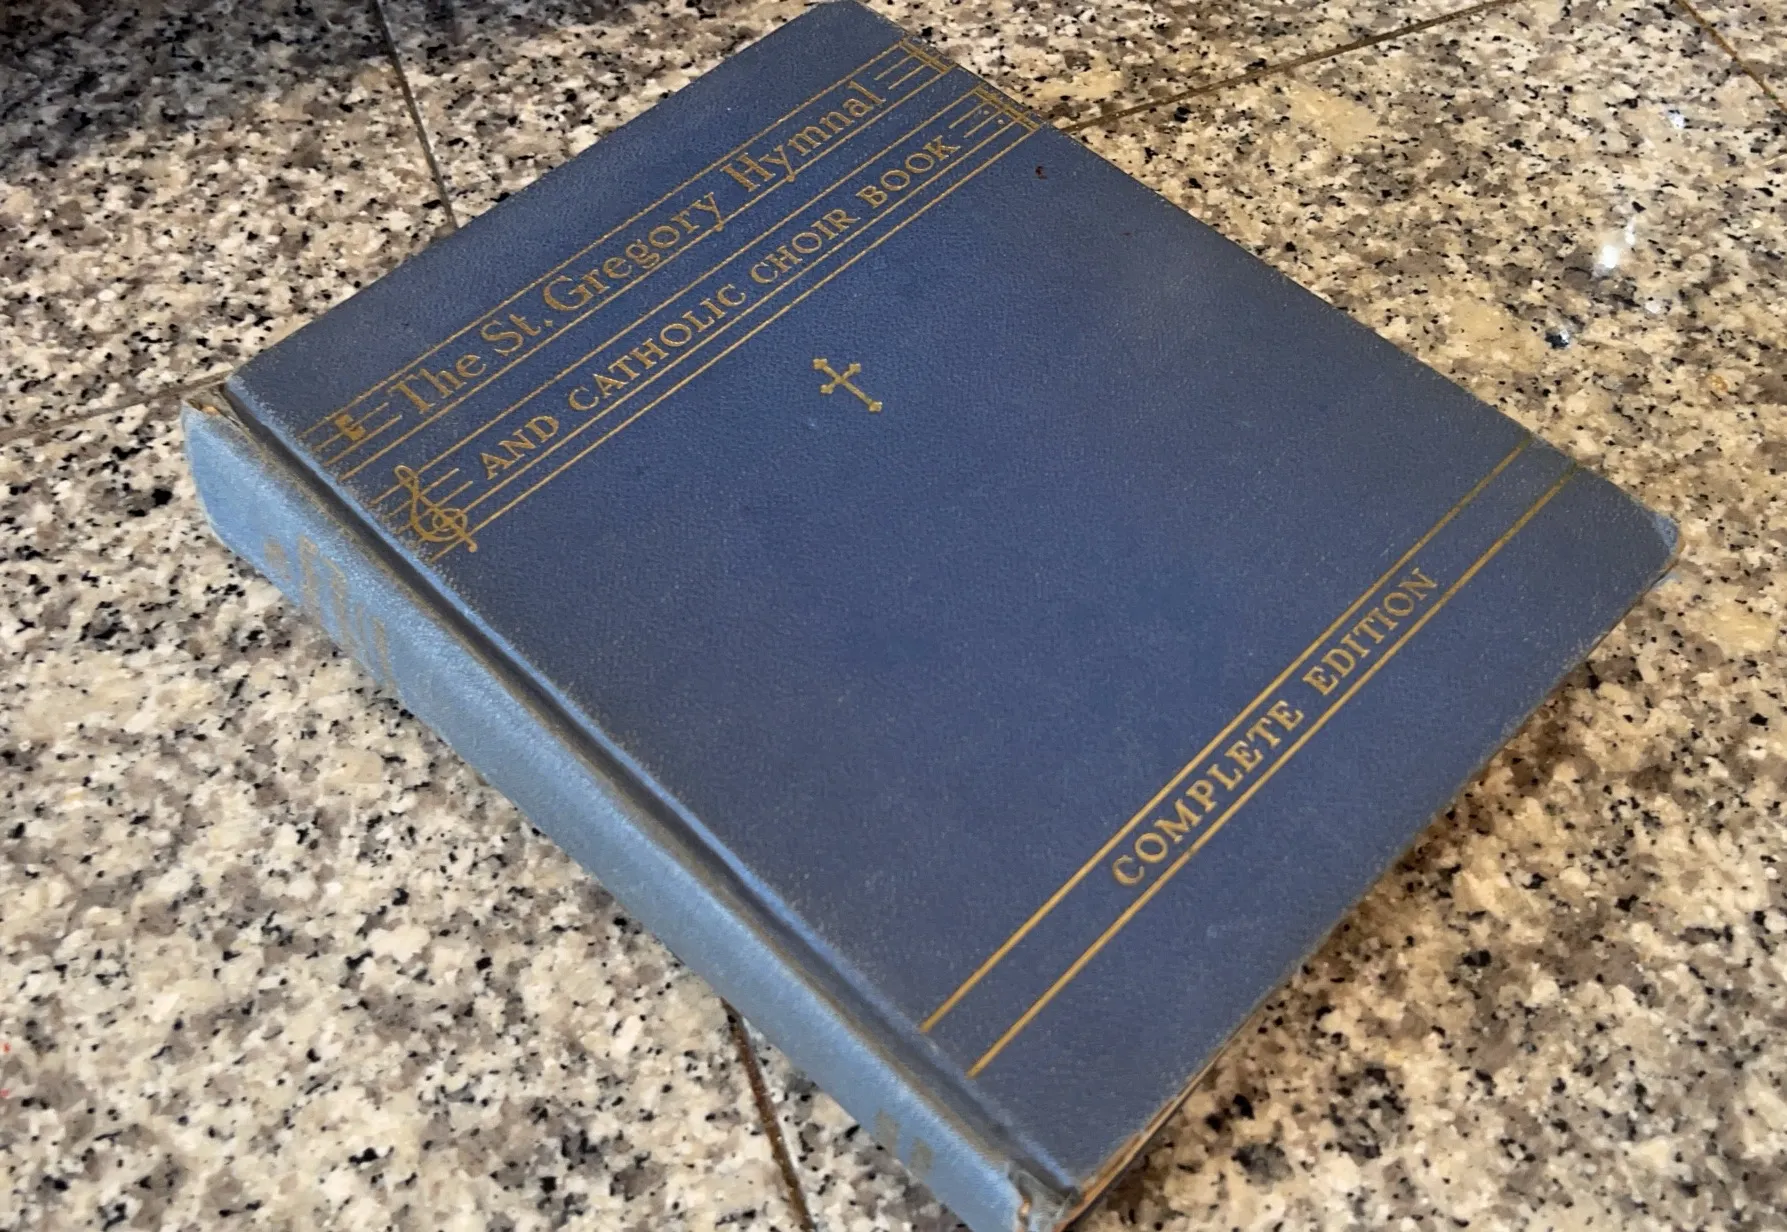 The St. Gregory Hymnal
AND CATHOLIC CHOIR BOOK
COMPLETE EDITION